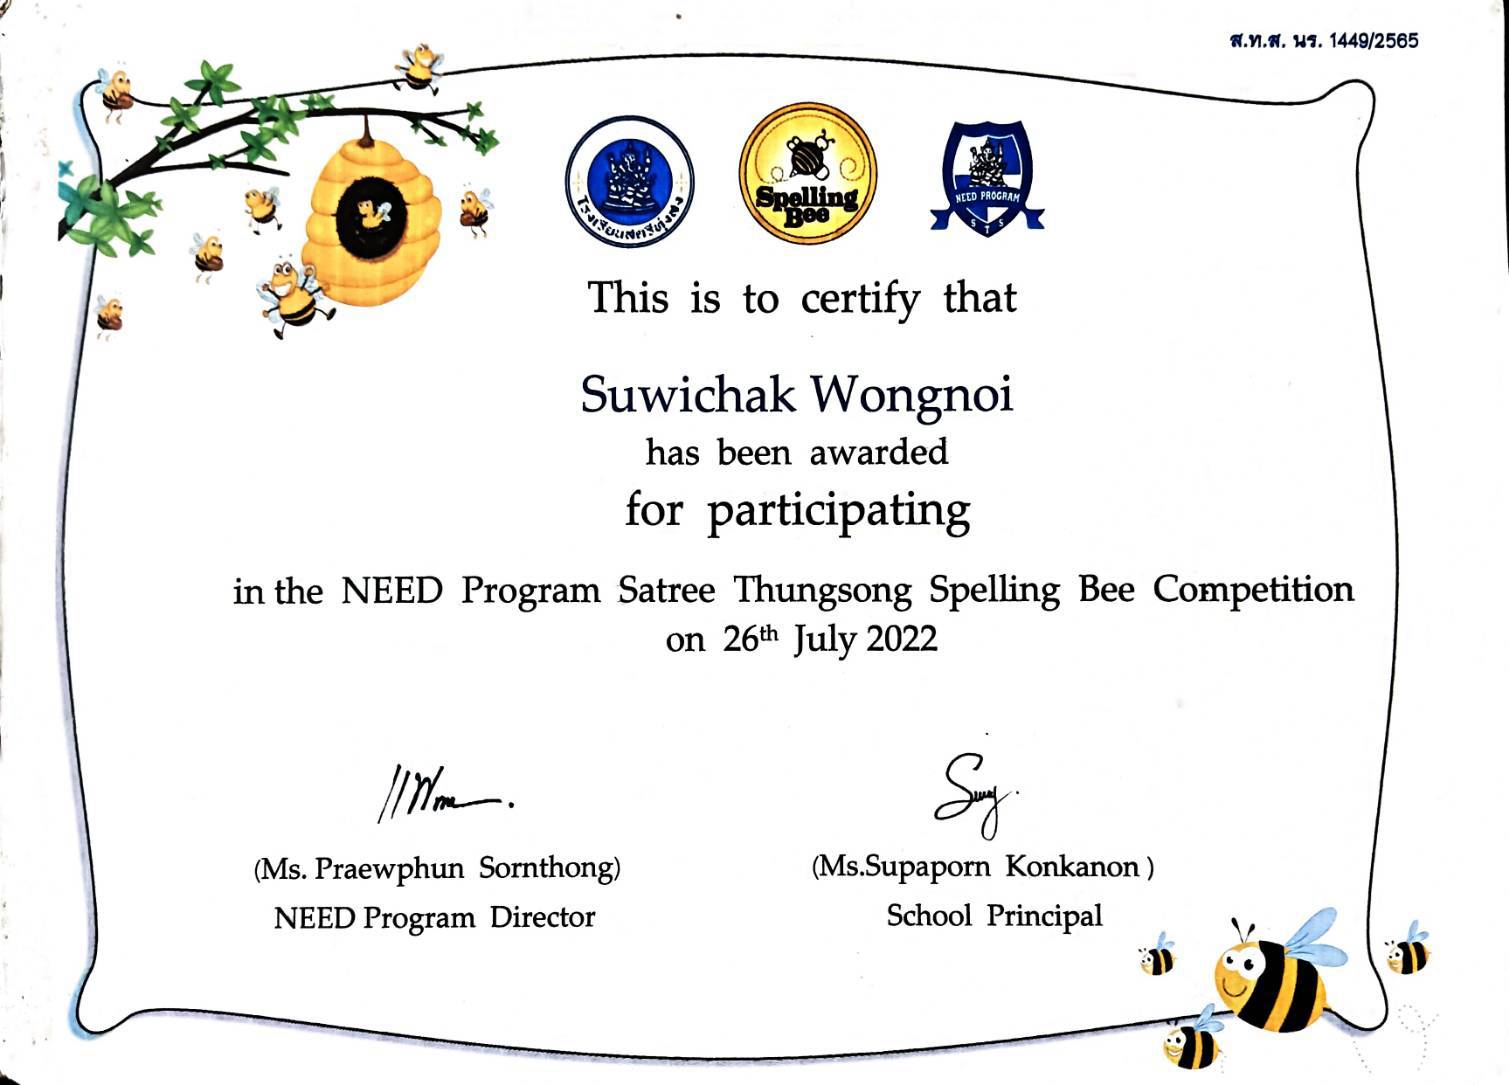 ส.ท.ส. นร. 1449/2565
โรงเรียนสตรีทุ่งสง
Spelling
Bee
NEED PROGRAM
S T S
This is to certify that
Suwichak Wongnoi
has been awarded
for participating
in the NEED Program Satree Thungsong Spelling Bee Competition
on 26th July 2022
(Ms. Praewphun Sornthong) (Ms.Supaporn Konkanon )
NEED Program Director School Principal